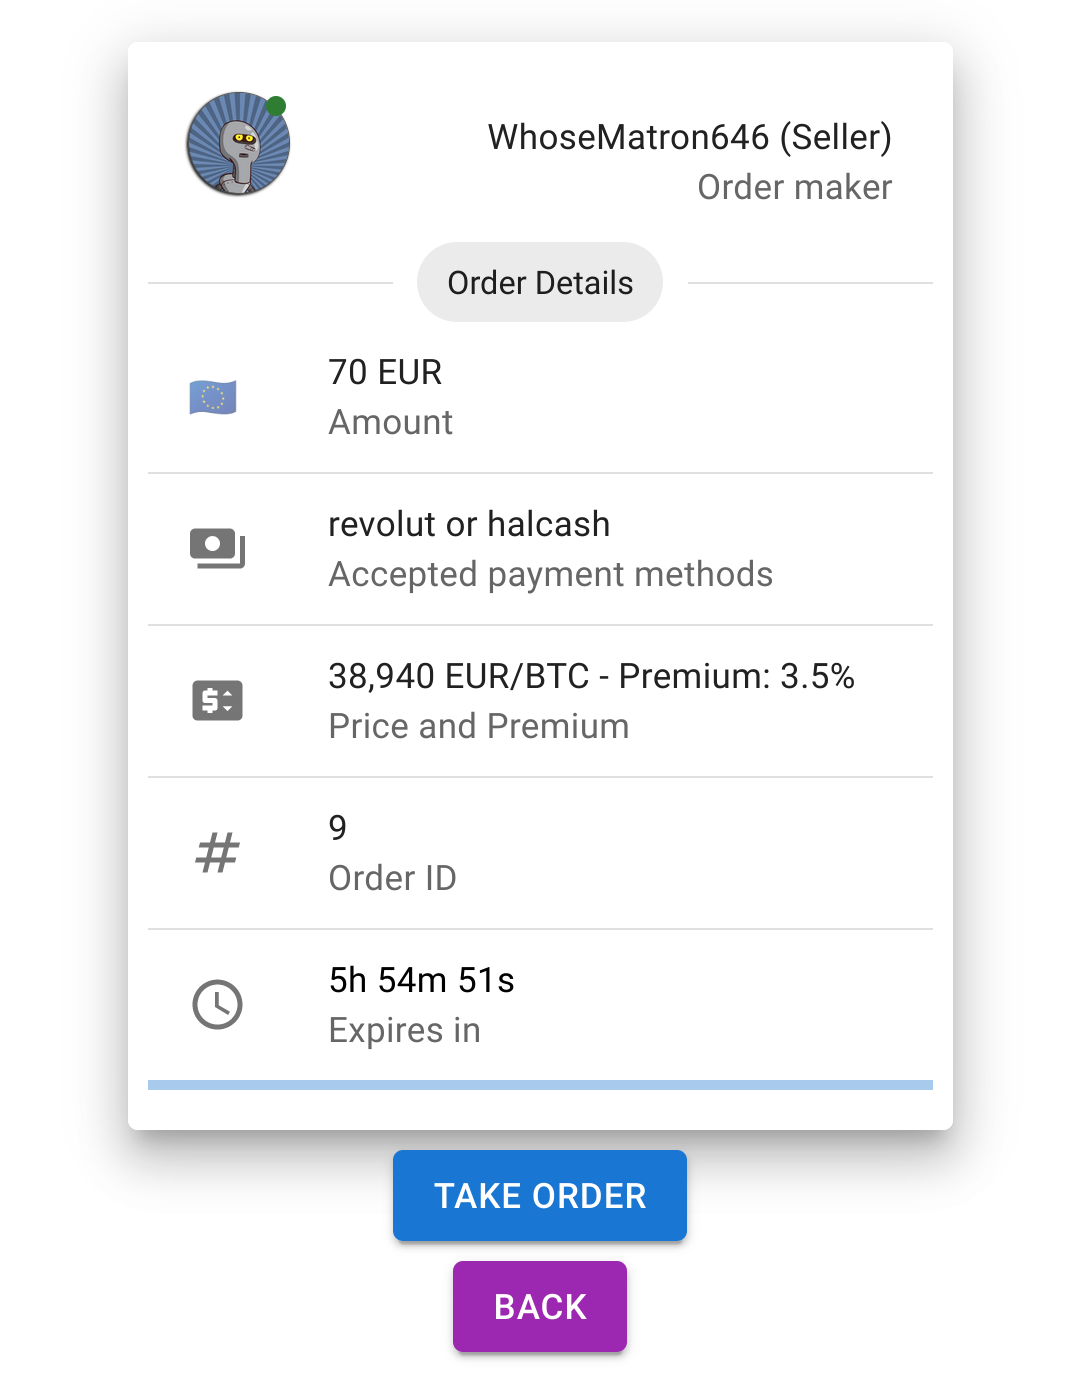 WhoseMatron646 (Seller)
Order maker
Order Details
70 EUR
Amount
revolut or halcash
Accepted payment methods
38,940 EUR/BTC - Premium: 3.5%
Price and Premium
9
Order ID
5h 54m 51s
Expires in
TAKE ORDER
BACK